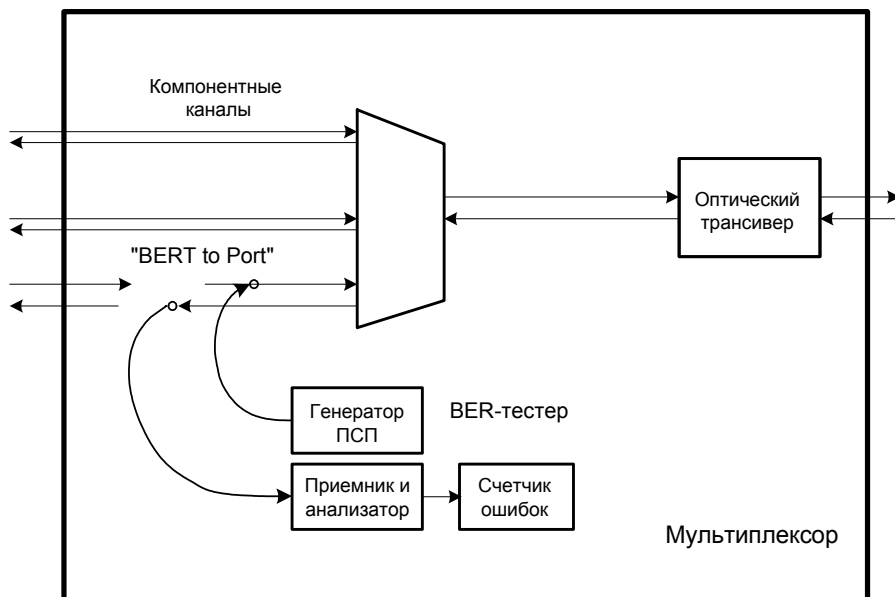 Компонентные
каналы
Оптический
трансивер
"BERT to Port"
Генератор
ПСП
BER-тестер
Приемник и
анализатор
Счетчик
ошибок
Мультиплексор